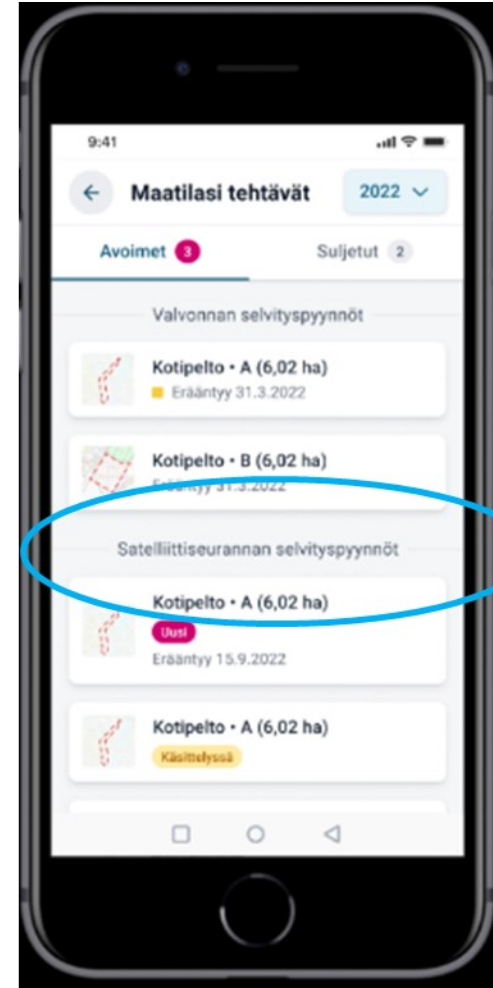 9:41
Maatilasi tehtävät
2022
Avoimet 3
Suljetut 2
Valvonnan selvityspyynnöt
Kotipelto • A (6,02 ha)
Erääntyy 31.3.2022
Kotipelto • B (6,02 ha)
Erääntyy 31.3.2022
Satelliittiseurannan selvityspyynnöt
Kotipelto • A (6,02 ha)
Uusi
Erääntyy 15.9.2022
Kotipelto • A (6,02 ha)
Käsittelyssä